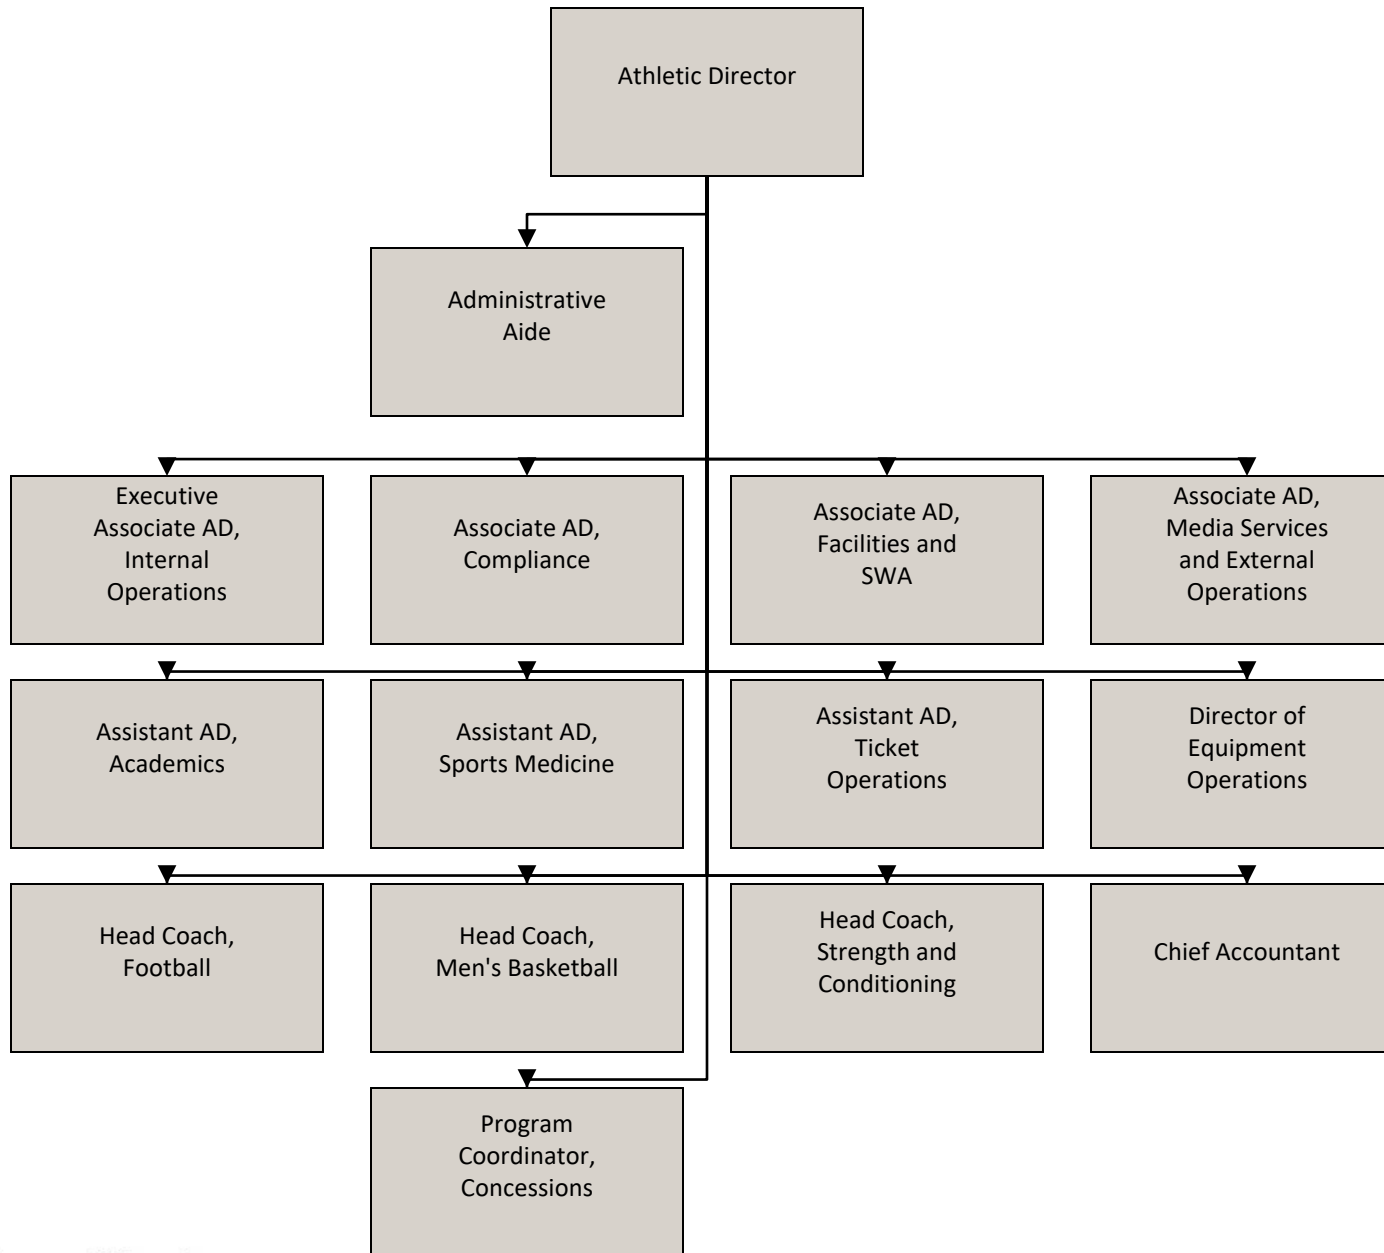 Athletic Director
Administrative
Aide
Executive
Associate AD,
Internal
Operations
Associate AD,
Compliance
Associate AD,
Facilities and
SWA
Associate AD,
Media Services
and External
Operations
Assistant AD,
Academics
Assistant AD,
Sports Medicine
Assistant AD,
Ticket
Operations
Director of
Equipment
Operations
Head Coach,
Football
Head Coach,
Men's Basketball
Head Coach,
Strength and
Conditioning
Chief Accountant
Program
Coordinator,
Concessions